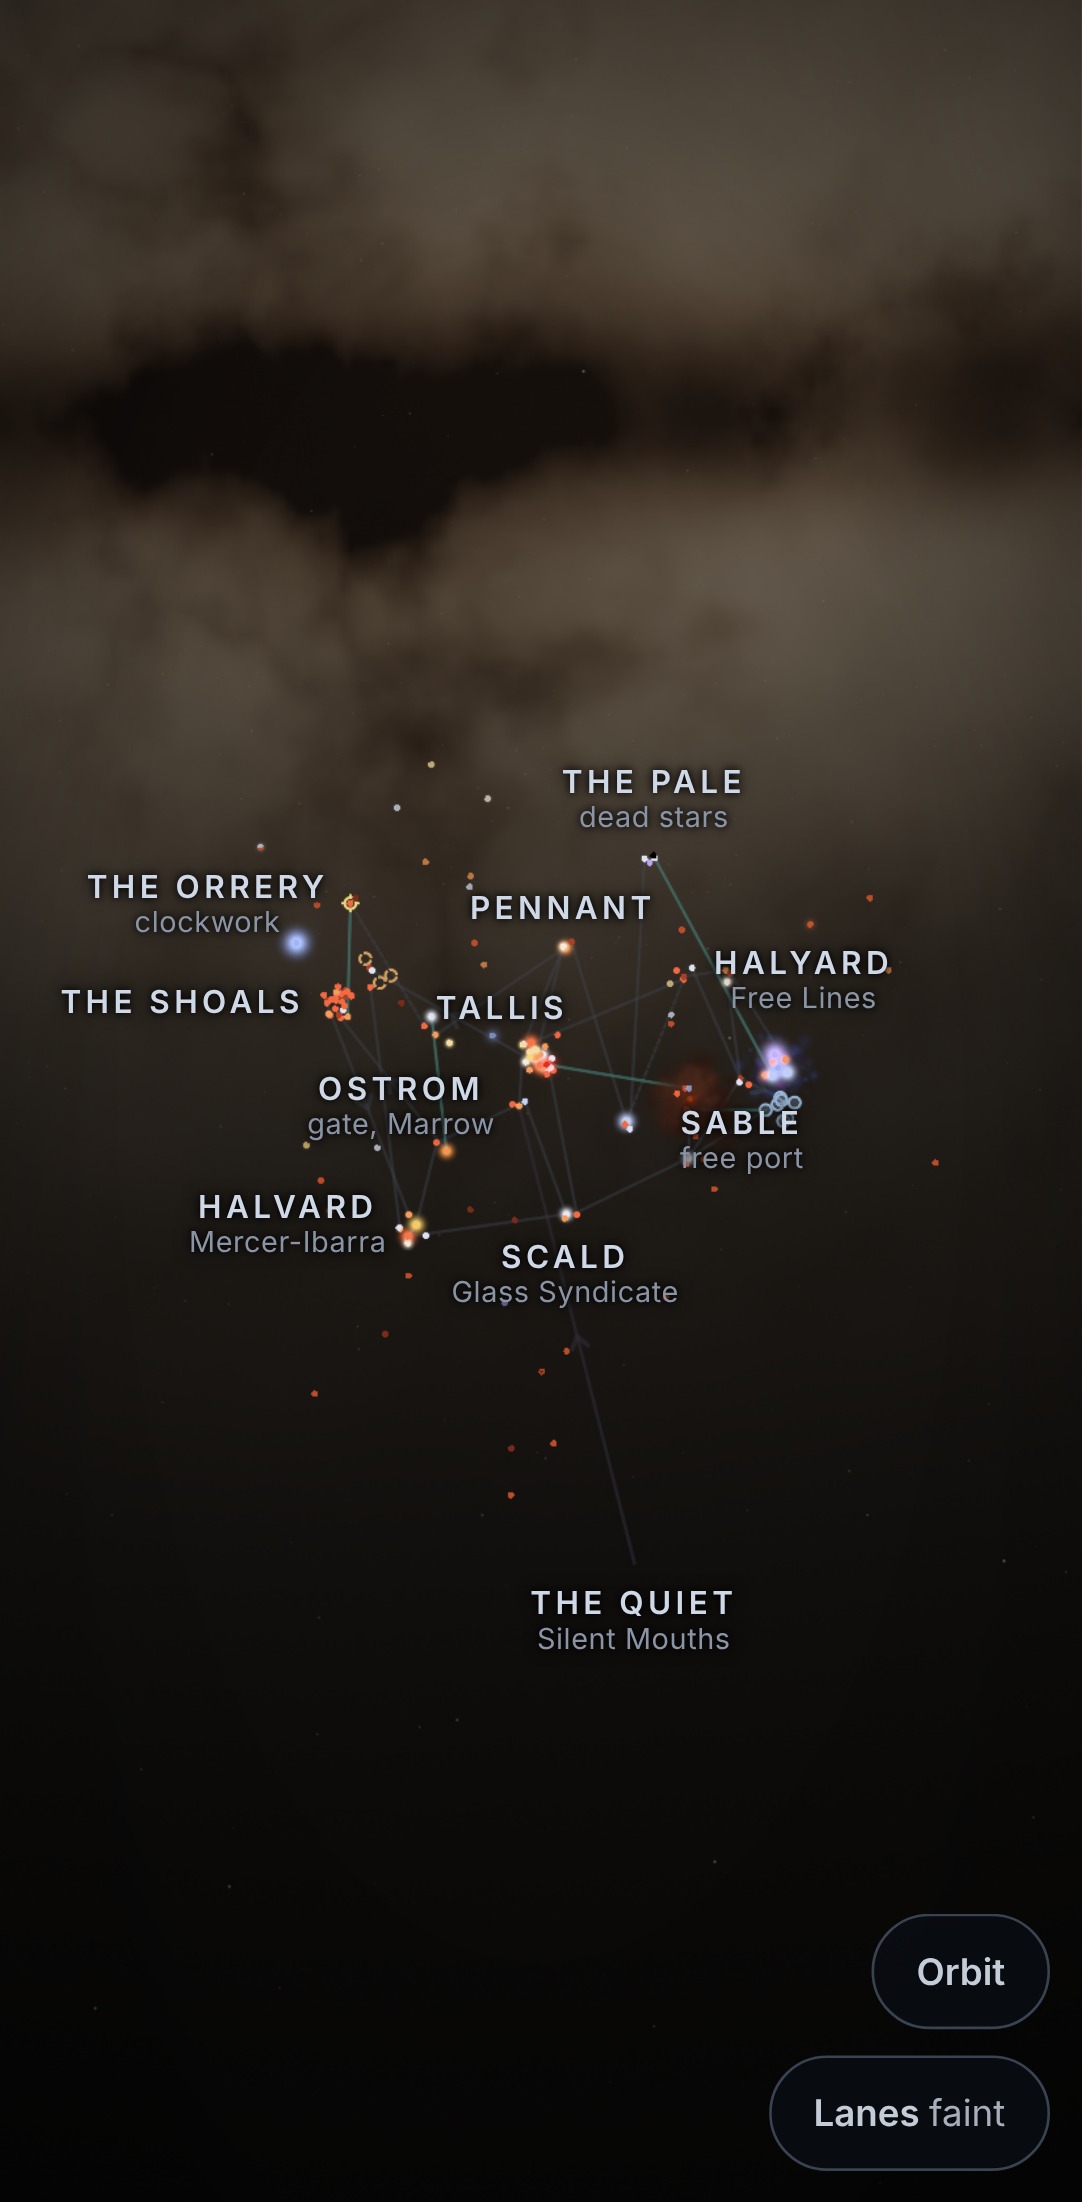 THE PALE
dead stars
THE ORRERY
clockwork
PENNANT
HALYARD
Free Lines
THE SHOALS
TALLIS
OSTROM
gate, Marrow
SABLE
free port
HALVARD
Mercer-Ibarra
SCALD
Glass Syndicate
THE QUIET
Silent Mouths
Orbit
Lanes faint